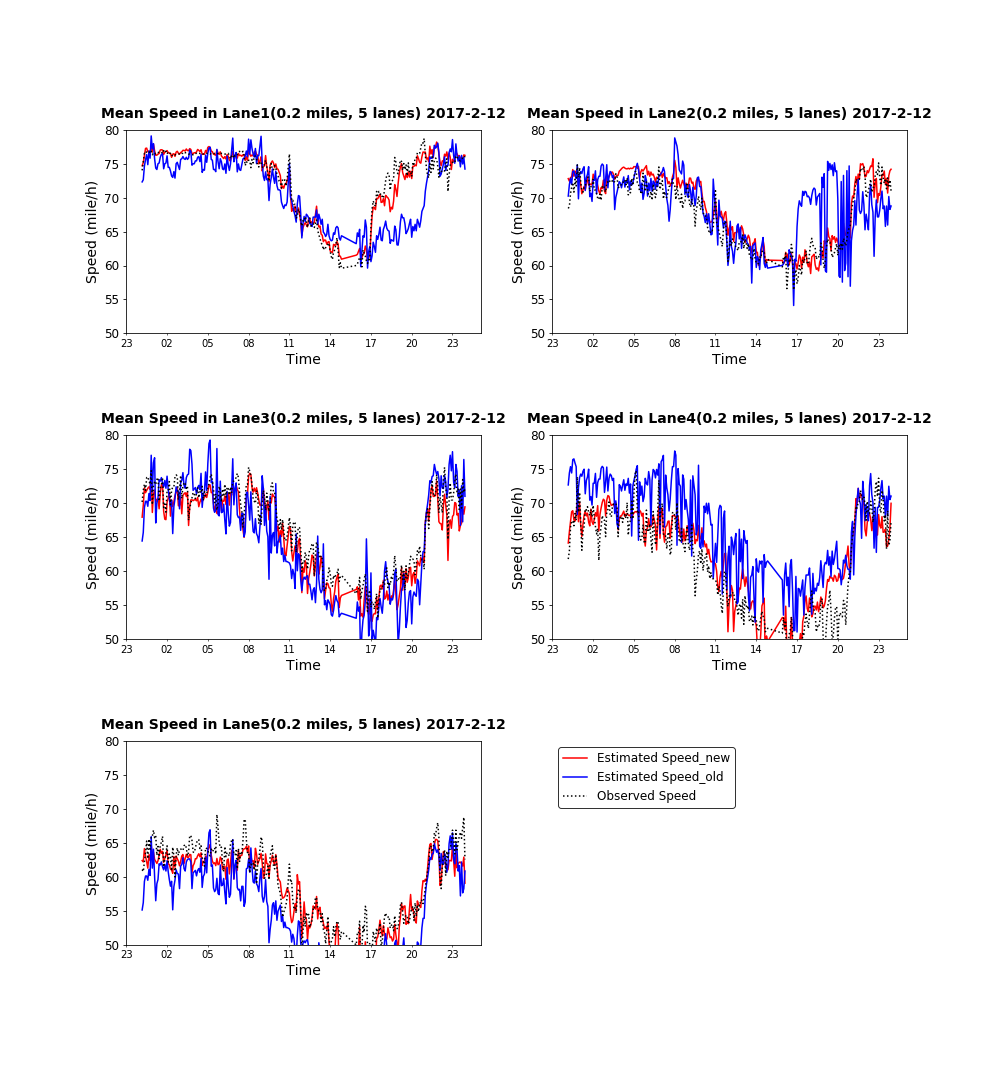 Mean Speed in Lane1(0.2 miles, 5 lanes) 2017-2-12
80
75
70
65
60
55
50
Speed (mile/h)
23 02 05 08 11 14 17 20 23
Time
Mean Speed in Lane2(0.2 miles, 5 lanes) 2017-2-12
80
75
70
65
60
55
50
Speed (mile/h)
23 02 05 08 11 14 17 20 23
Time
Mean Speed in Lane3(0.2 miles, 5 lanes) 2017-2-12
80
75
70
65
60
55
50
Speed (mile/h)
23 02 05 08 11 14 17 20 23
Time
Mean Speed in Lane4(0.2 miles, 5 lanes) 2017-2-12
80
75
70
65
60
55
50
Speed (mile/h)
23 02 05 08 11 14 17 20 23
Time
Mean Speed in Lane5(0.2 miles, 5 lanes) 2017-2-12
80
75
70
65
60
55
50
Speed (mile/h)
23 02 05 08 11 14 17 20 23
Time
Estimated Speed_new
Estimated Speed_old
Observed Speed